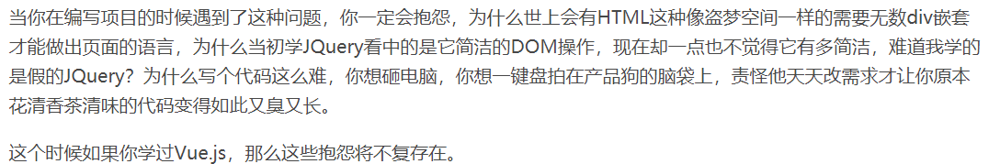 当你在编写项目的时候遇到了这种问题，你一定会抱怨，为什么世上会有HTML这种像盗梦空间一样的需要无数div嵌套
才能做出页面的语言，为什么当初学JQuery看中的是它简洁的DOM操作，现在却一点也不觉得它有多简洁，难道我学的
是假的JQuery？为什么写个代码这么难，你想砸电脑，你想一键盘拍在产品狗的脑袋上，责怪他天天改需求才让你原本
花清香茶清味的代码变得如此又臭又长。
这个时候如果你学过Vue.js，那么这些抱怨将不复存在。